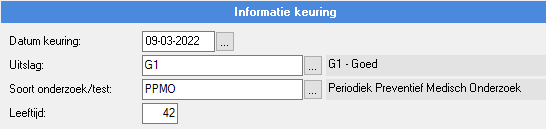 Informatie keuring
Datum keuring: 09-03-2022 ...
Uitslag: G1 ... G1 - Goed
Soort onderzoek/test: PPMO ... Periodiek Preventief Medisch Onderzoek
Leeftijd: 42